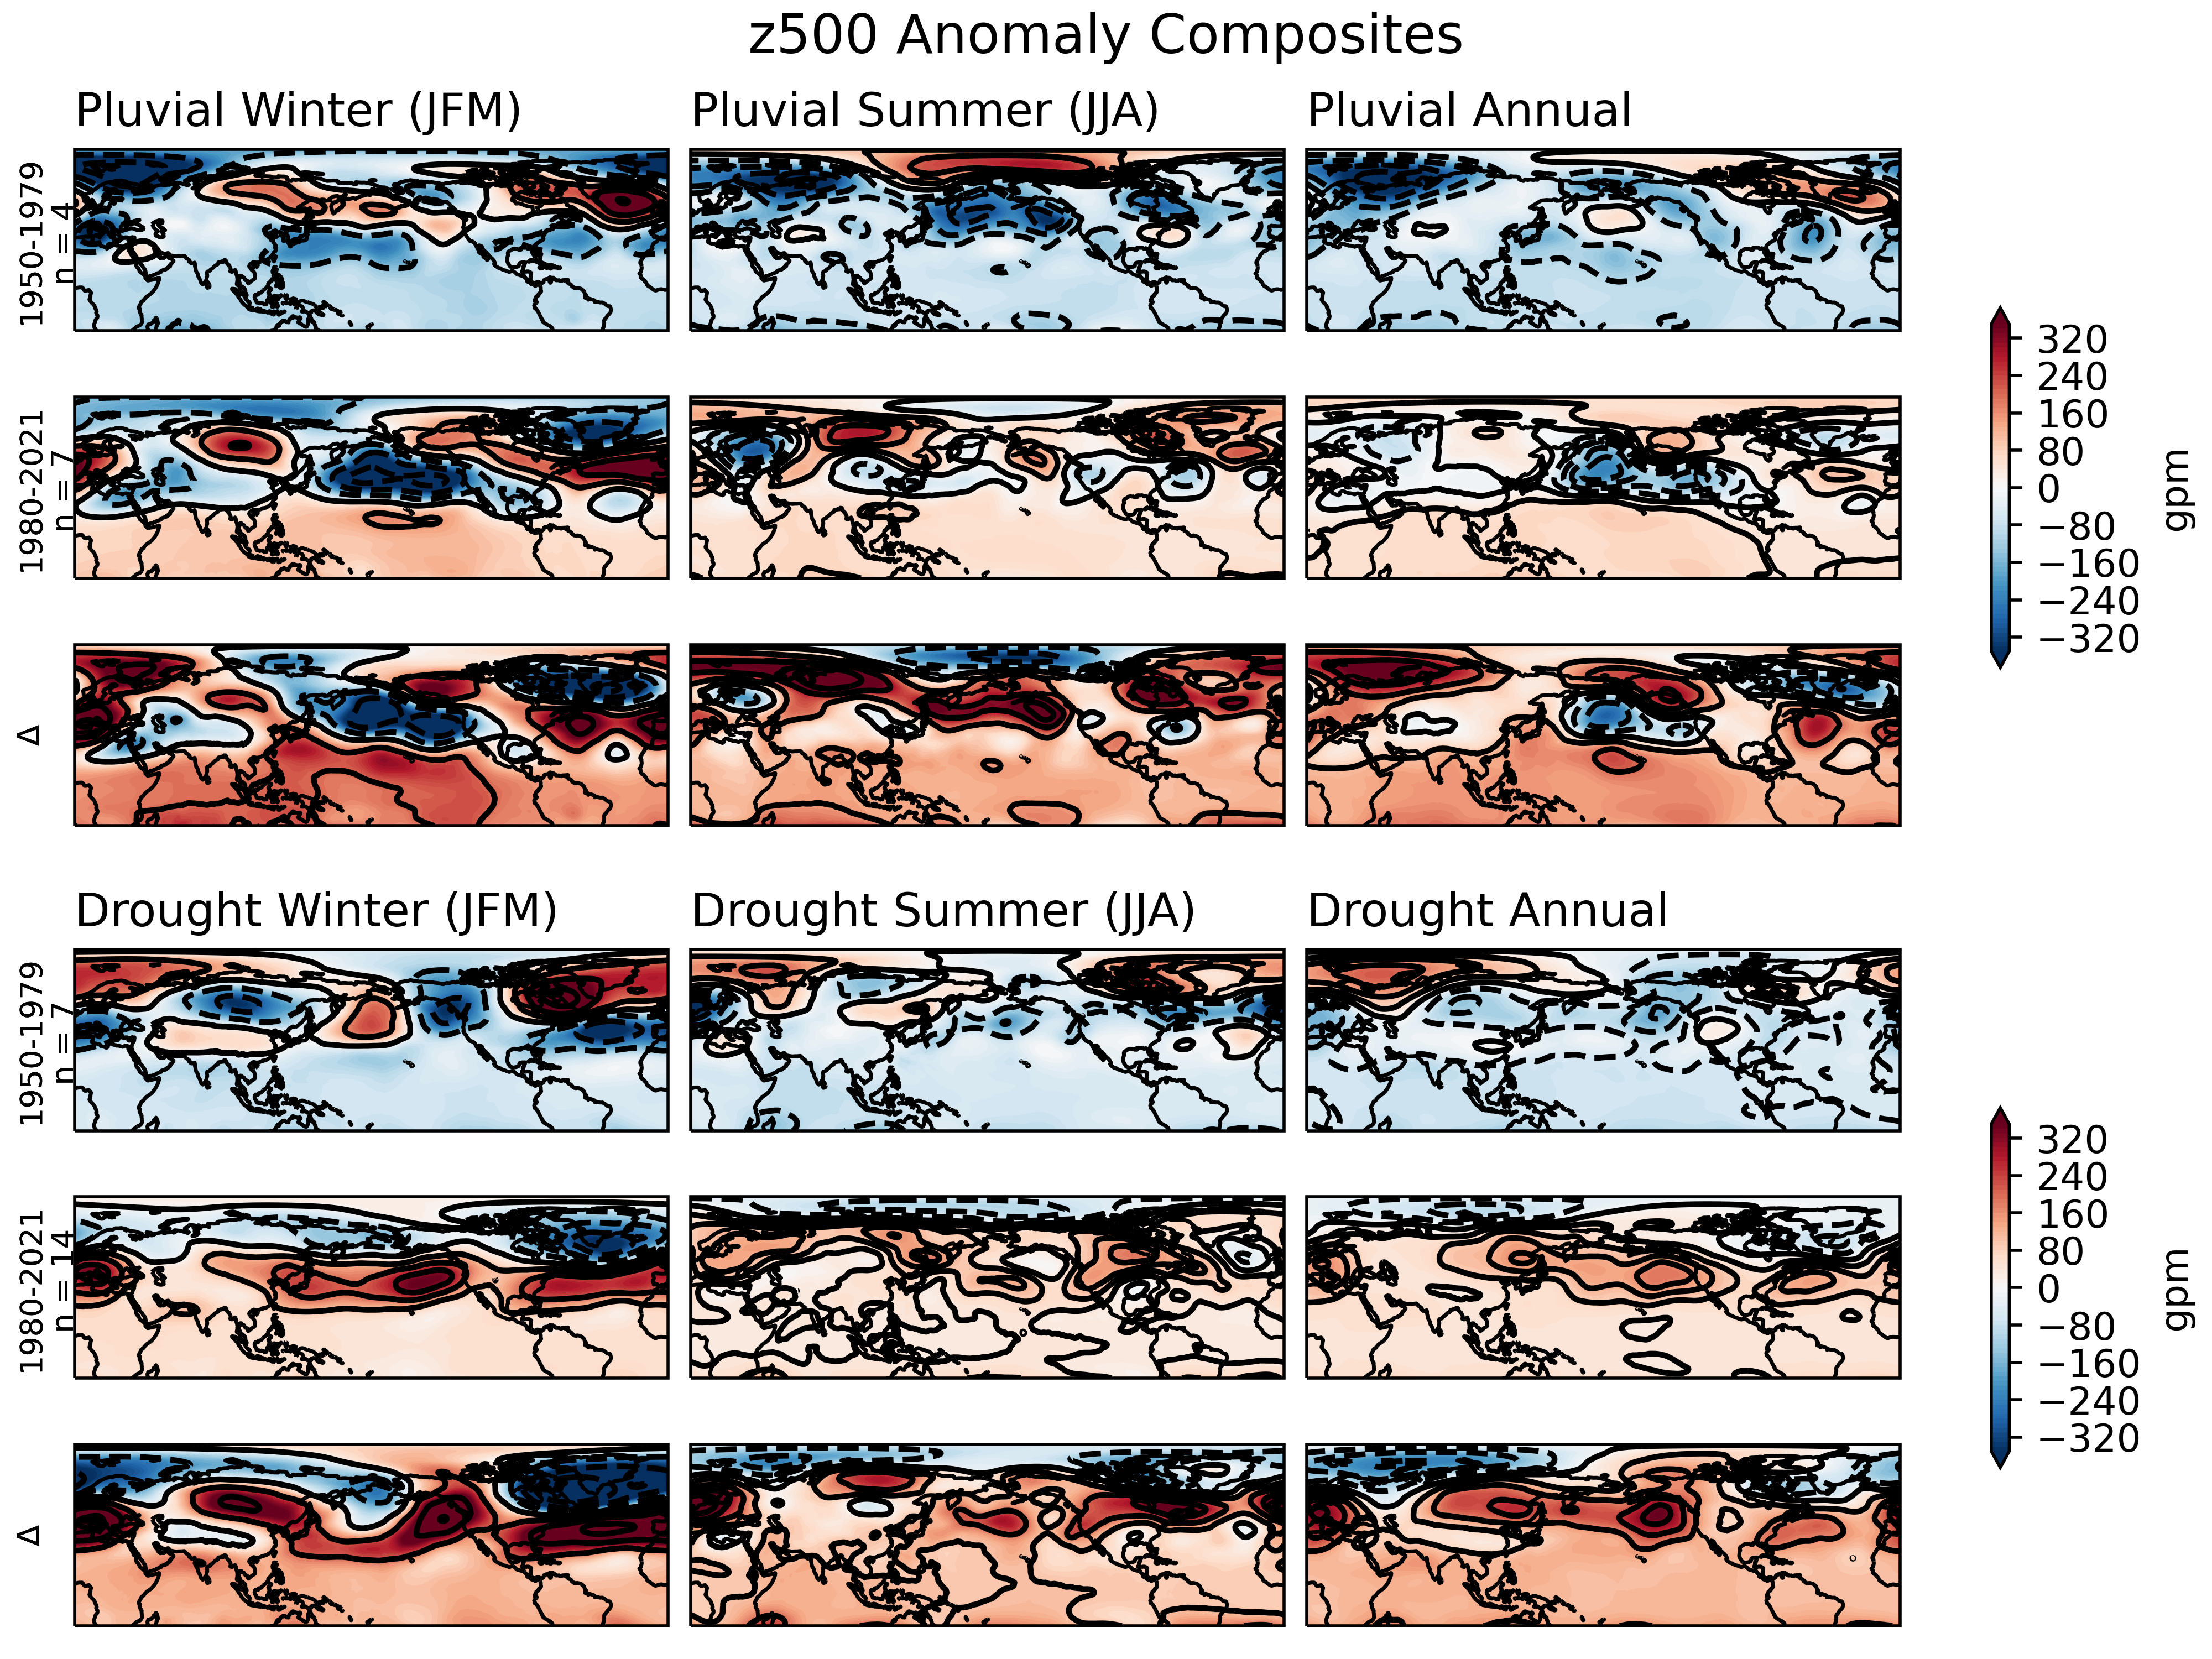 z500 Anomaly Composites
Pluvial Winter (JFM)
Pluvial Summer (JJA)
Pluvial Annual
1950-1979
n = 4
1980-2021
n = 7
Δ
320
240
160
80
0
−80
−160
−240
−320
gpm
Drought Winter (JFM)
Drought Summer (JJA)
Drought Annual
1950-1979
n = 7
1980-2021
n = 14
Δ
320
240
160
80
0
−80
−160
−240
−320
gpm